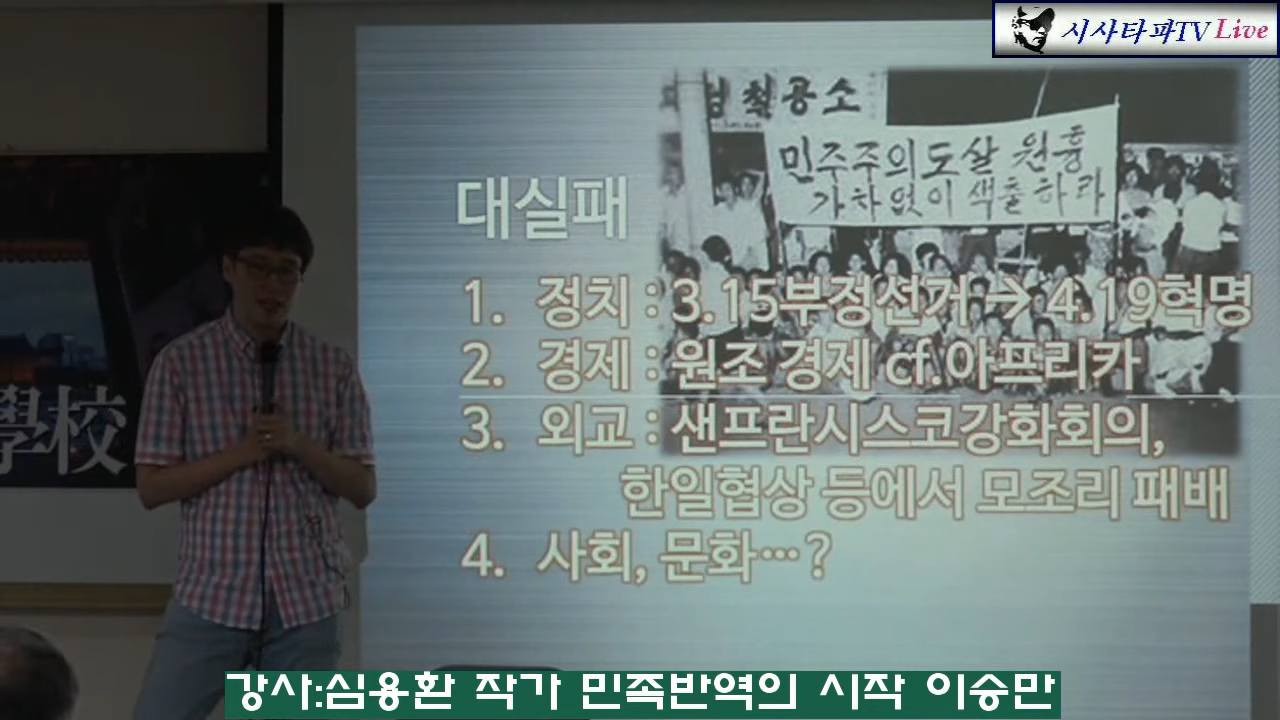 시사타파TV Live
척공소
민주주의도살 원흉
가차없이 색출하라
대실패
1. 정치 : 3.15부정선거 → 4.19혁명
2. 경제 : 원조 경제 cf.아프리카
3. 외교 : 샌프란시스코강화회의,
한일협상 등에서 모조리 패배
4. 사회, 문화…?
學校
강사:심용환 작가 민족반역의 시작 이승만